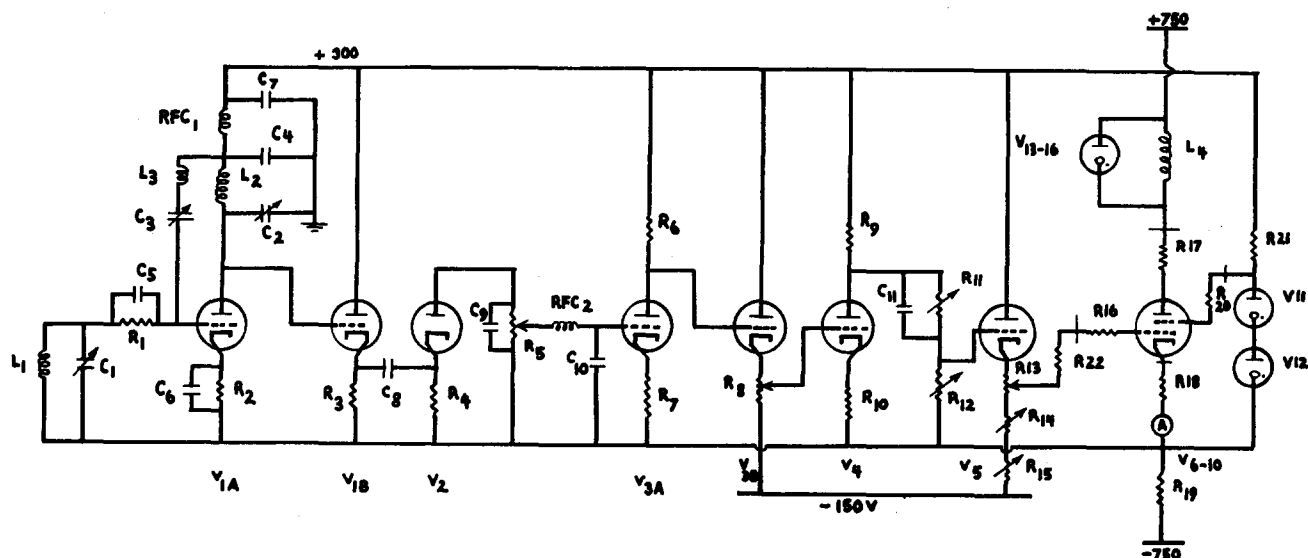 +750
+ 300
C7
RFC1
C4
L3
L2
C3
C2
V13-16
L4
R6
R9
R17
R21
C5
R1
L1
C1
C6
R2
R3
C8
R4
C9
R5
RFC2
C10
R7
R8
C11
R11
R10
R12
R13
R14
R15
R16
R22
R20
R18
A
V11
V12
V1A
V1B
V2
V3A
V3B
V4
V5
V6-10
R19
- 150 V
-750